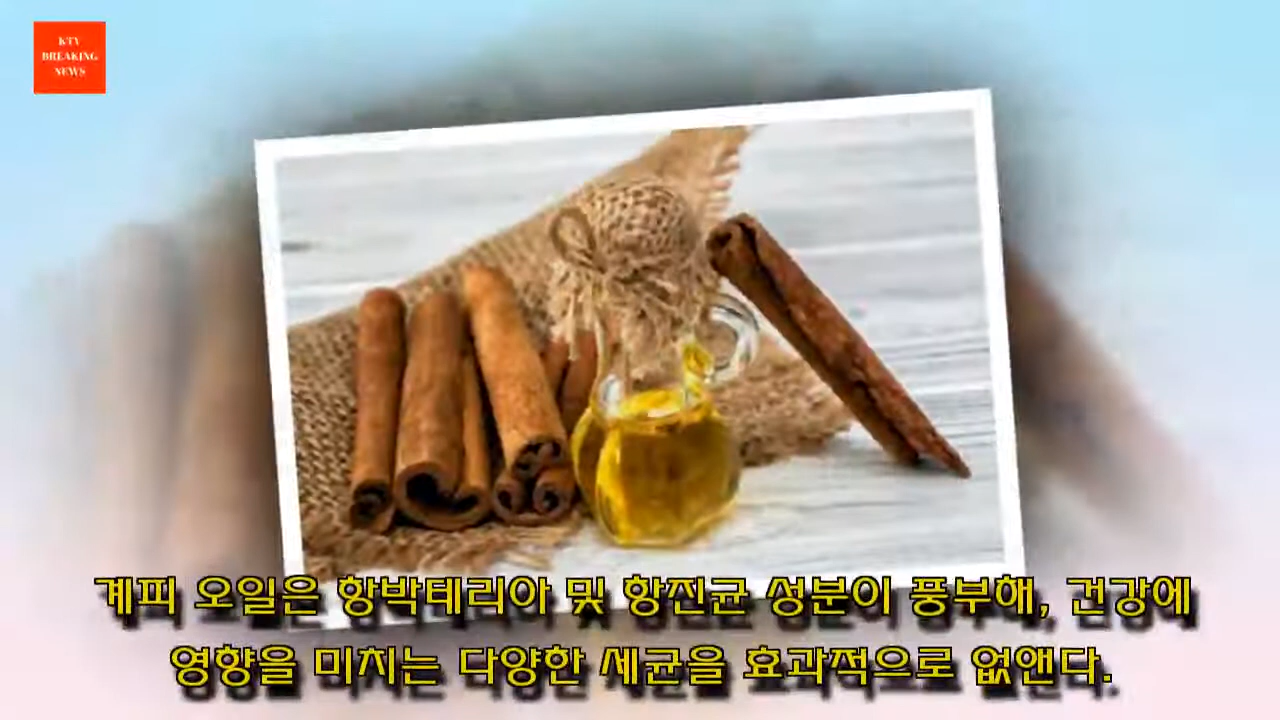 KTV
BREAKING
NEWS
계피 오일은 항박테리아 및 항진균 성분이 풍부해, 건강에
영향을 미치는 다양한 세균을 효과적으로 없앤다.